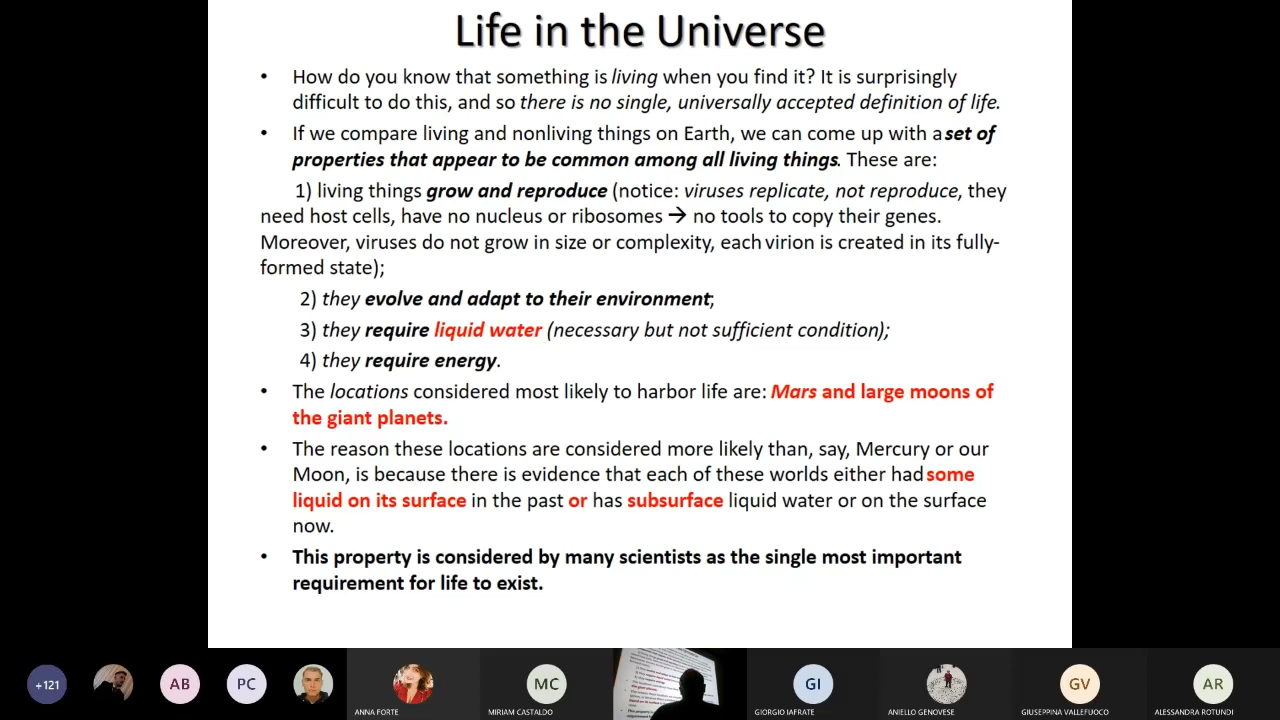 Life in the Universe
• How do you know that something is living when you find it? It is surprisingly
difficult to do this, and so there is no single, universally accepted definition of life.
• If we compare living and nonliving things on Earth, we can come up with a set of
properties that appear to be common among all living things. These are:
1) living things grow and reproduce (notice: viruses replicate, not reproduce, they
need host cells, have no nucleus or ribosomes → no tools to copy their genes.
Moreover, viruses do not grow in size or complexity, each virion is created in its fully-
formed state);
2) they evolve and adapt to their environment;
3) they require liquid water (necessary but not sufficient condition);
4) they require energy.
• The locations considered most likely to harbor life are: Mars and large moons of
the giant planets.
• The reason these locations are considered more likely than, say, Mercury or our
Moon, is because there is evidence that each of these worlds either had some
liquid on its surface in the past or has subsurface liquid water or on the surface
now.
• This property is considered by many scientists as the single most important
requirement for life to exist.
+121
AB
PC
ANNA FORTE
MC
MIRIAM CASTALDO
GI
GIORGIO IAFRATE
ANIELLO GENOVESE
GV
GIUSEPPINA VALLEFUOCO
AR
ALESSANDRA ROTUNDI